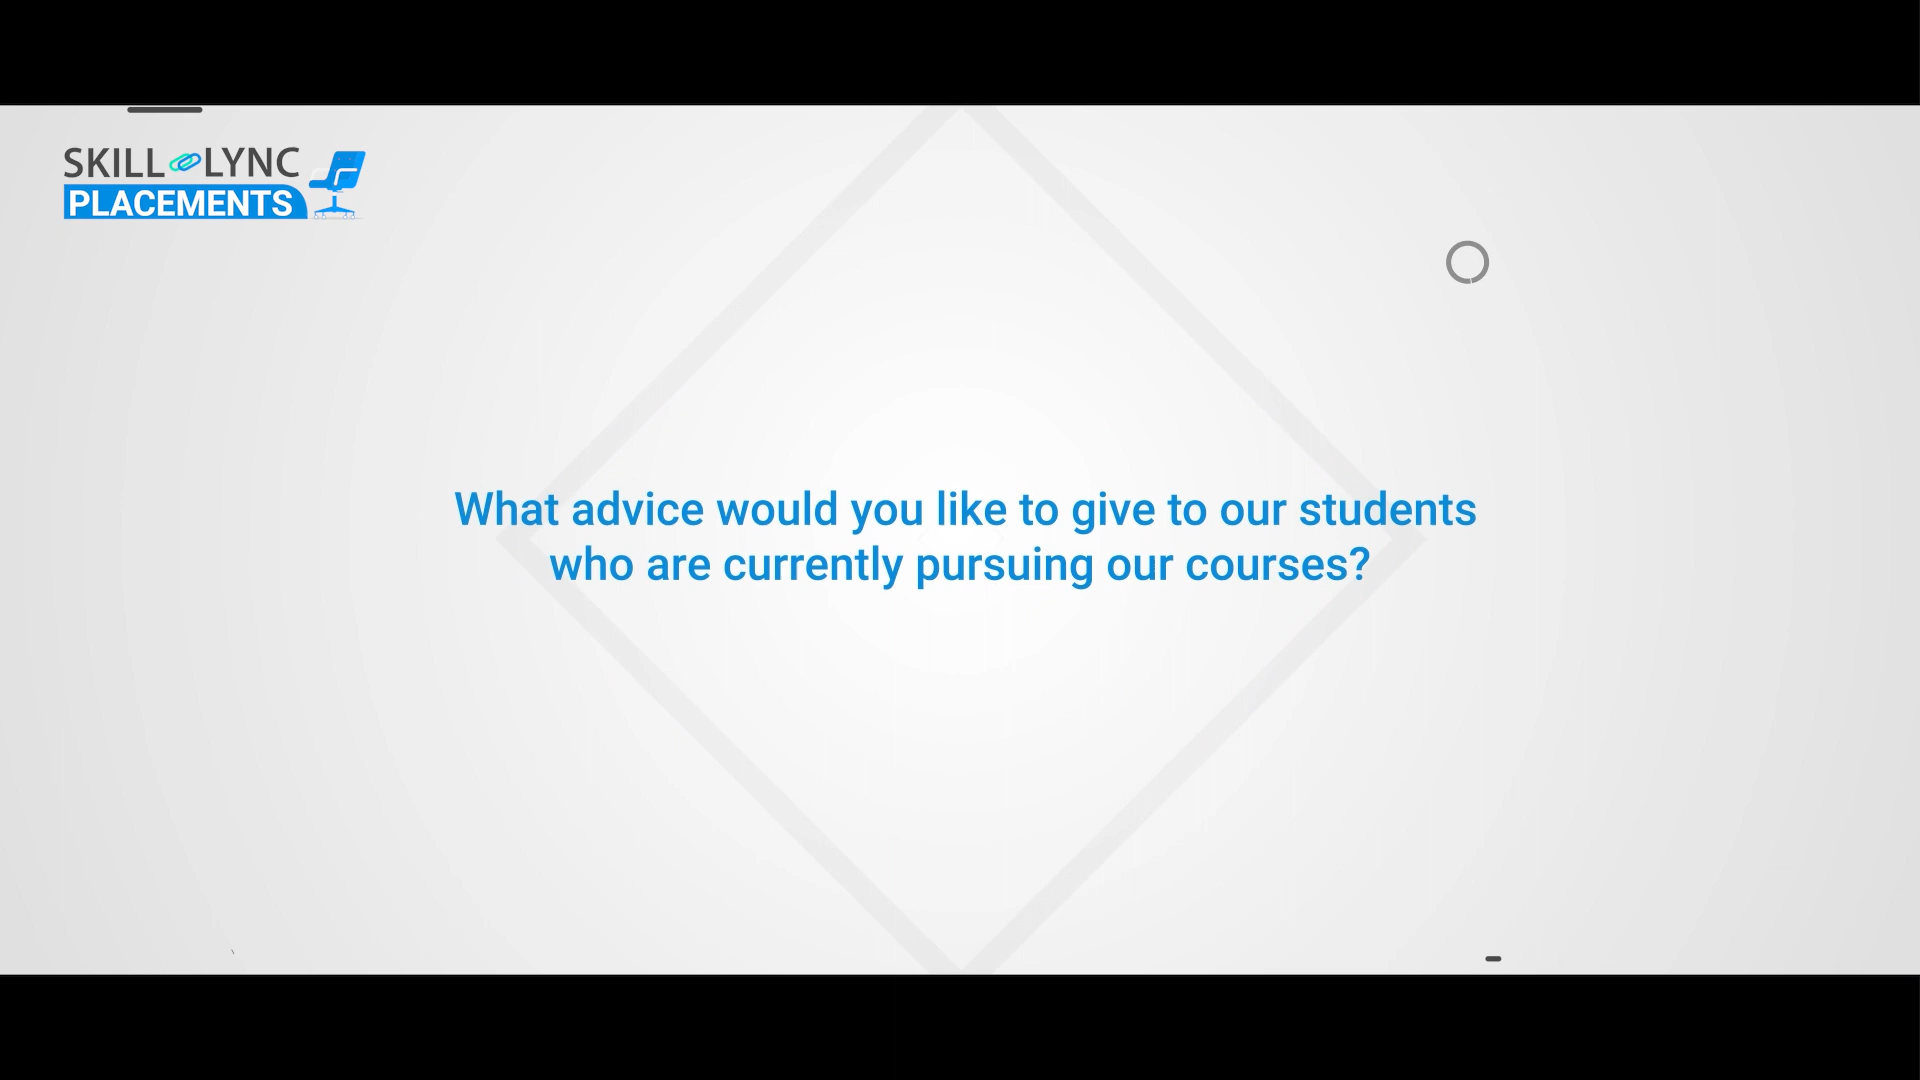 SKILL LYNC
PLACEMENTS
What advice would you like to give to our students
who are currently pursuing our courses?